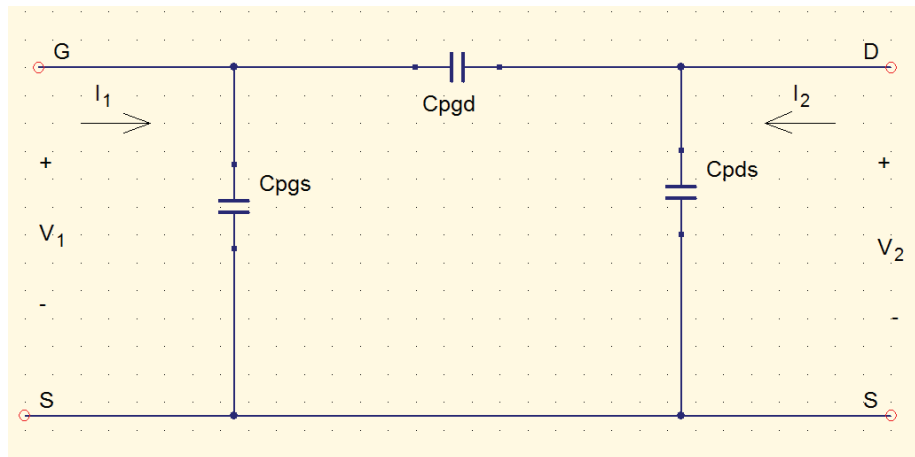 G
D
I1
I2
Cpgd
+
+
Cpgs
Cpds
V1
V2
-
-
S
S